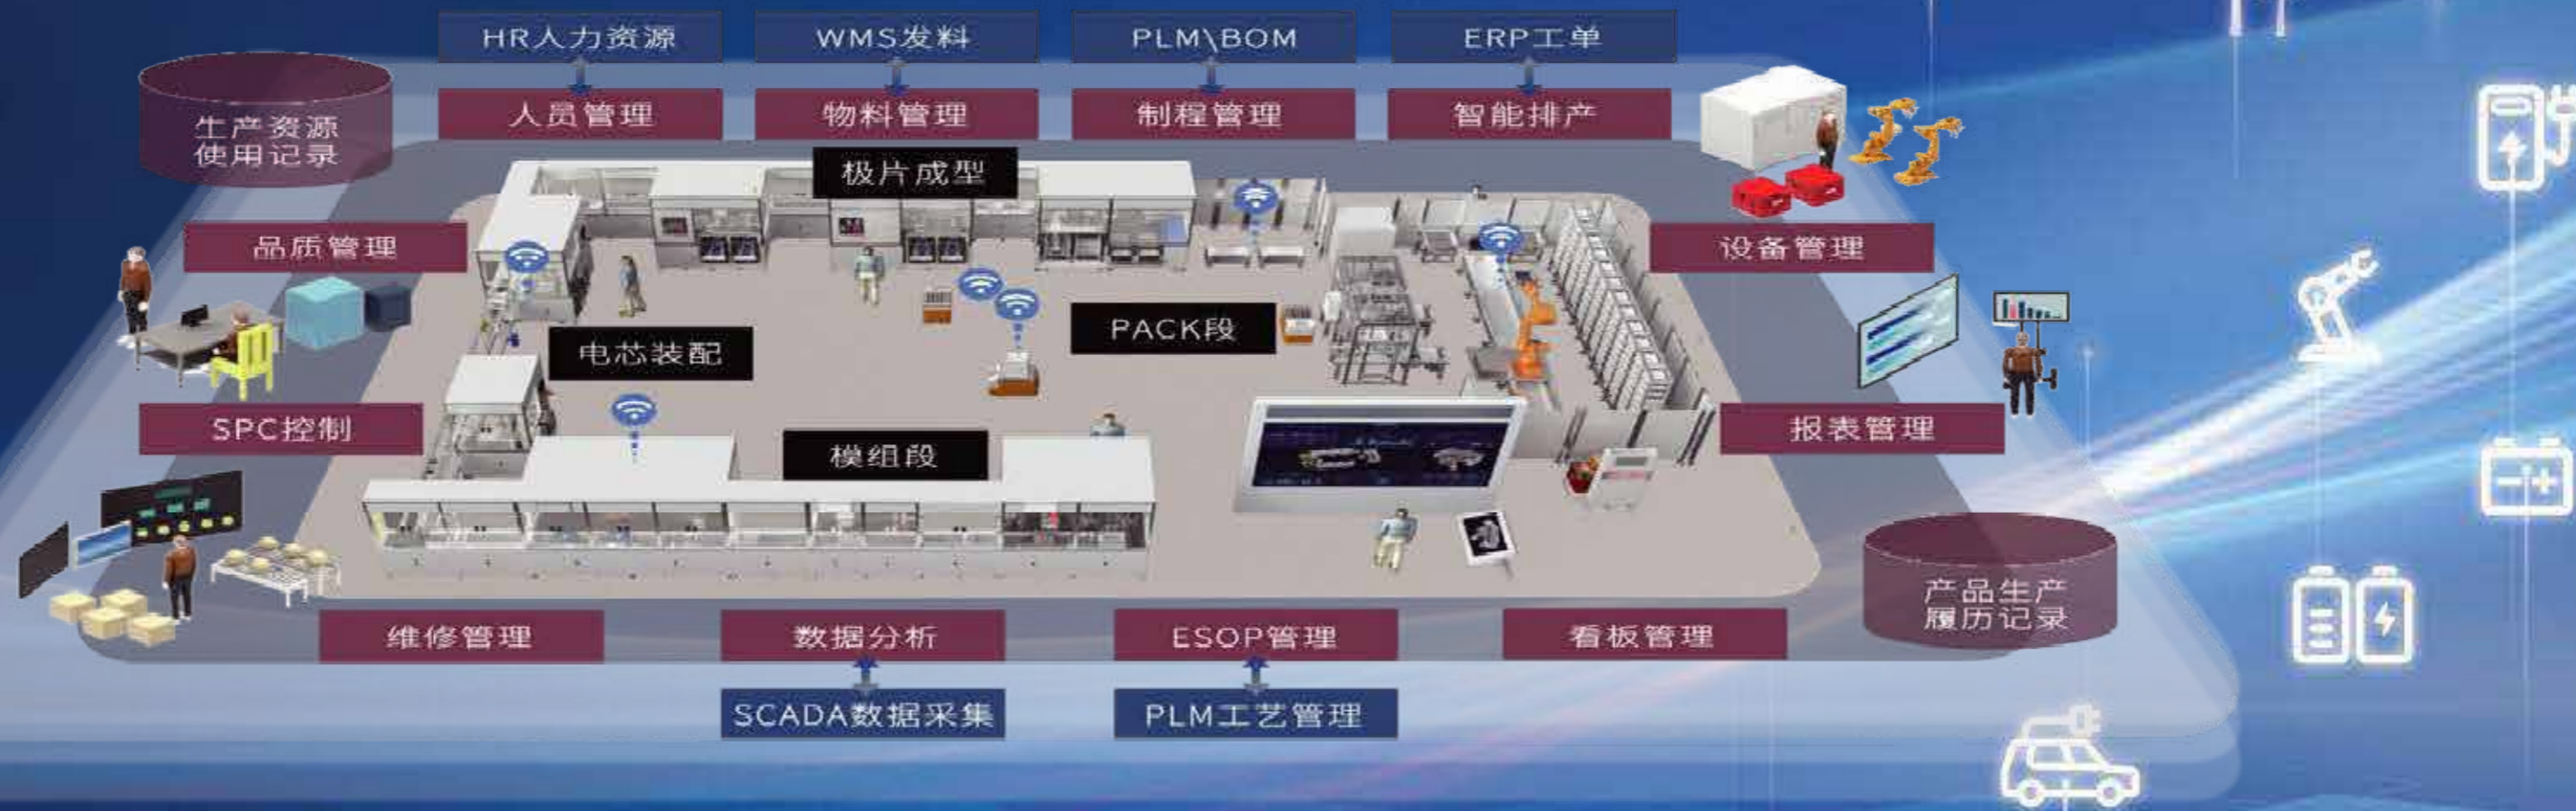 HR人力资源
WMS发料
PLM\BOM
ERP工单
人员管理
物料管理
制程管理
智能排产
生产资源
使用记录
极片成型
品质管理
设备管理
电芯装配
PACK段
SPC控制
模组段
报表管理
产品生产
履历记录
维修管理
数据分析
ESOP管理
看板管理
SCADA数据采集
PLM工艺管理